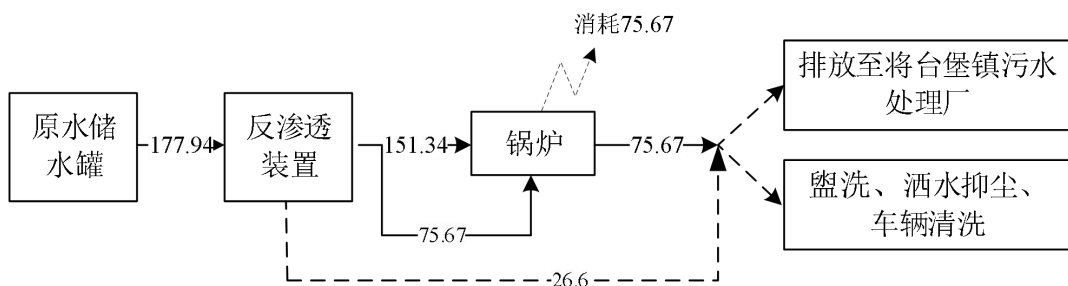 消耗75.67
原水储
水罐
177.94
反渗透
装置
151.34
锅炉
75.67
排放至将台堡镇污水
处理厂
盥洗、洒水抑尘、
车辆清洗
75.67
26.6